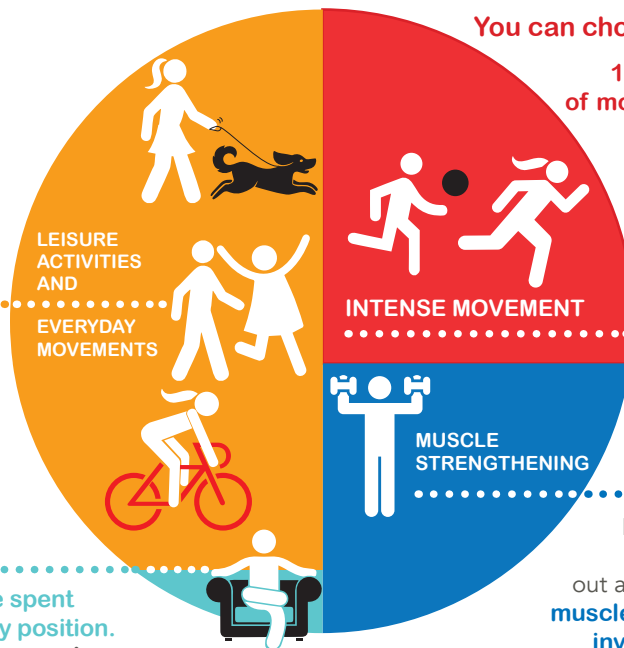 You can cho
1
of mo
LEISURE
ACTIVITIES
AND
EVERYDAY
MOVEMENTS
INTENSE MOVEMENT
MUSCLE
STRENGTHENING
e spent
y position.
out a
muscle
inv